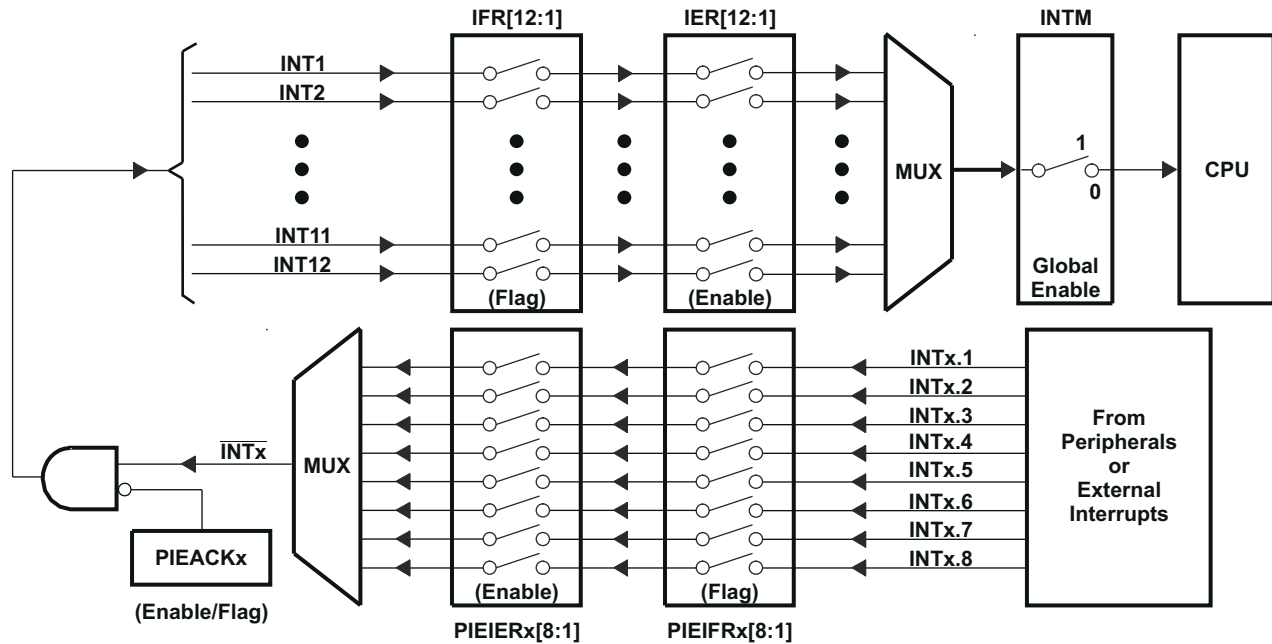 IFR[12:1]
IER[12:1]
INTM
INT1
INT2
INT11
INT12
(Flag)
(Enable)
MUX
1
0
Global
Enable
CPU
INTx.1
INTx.2
INTx.3
INTx.4
INTx.5
INTx.6
INTx.7
INTx.8
From
Peripherals
or
External
Interrupts
MUX
INTx
PIEACKx
(Enable/Flag)
(Enable)
(Flag)
PIEIERx[8:1]
PIEIFRx[8:1]